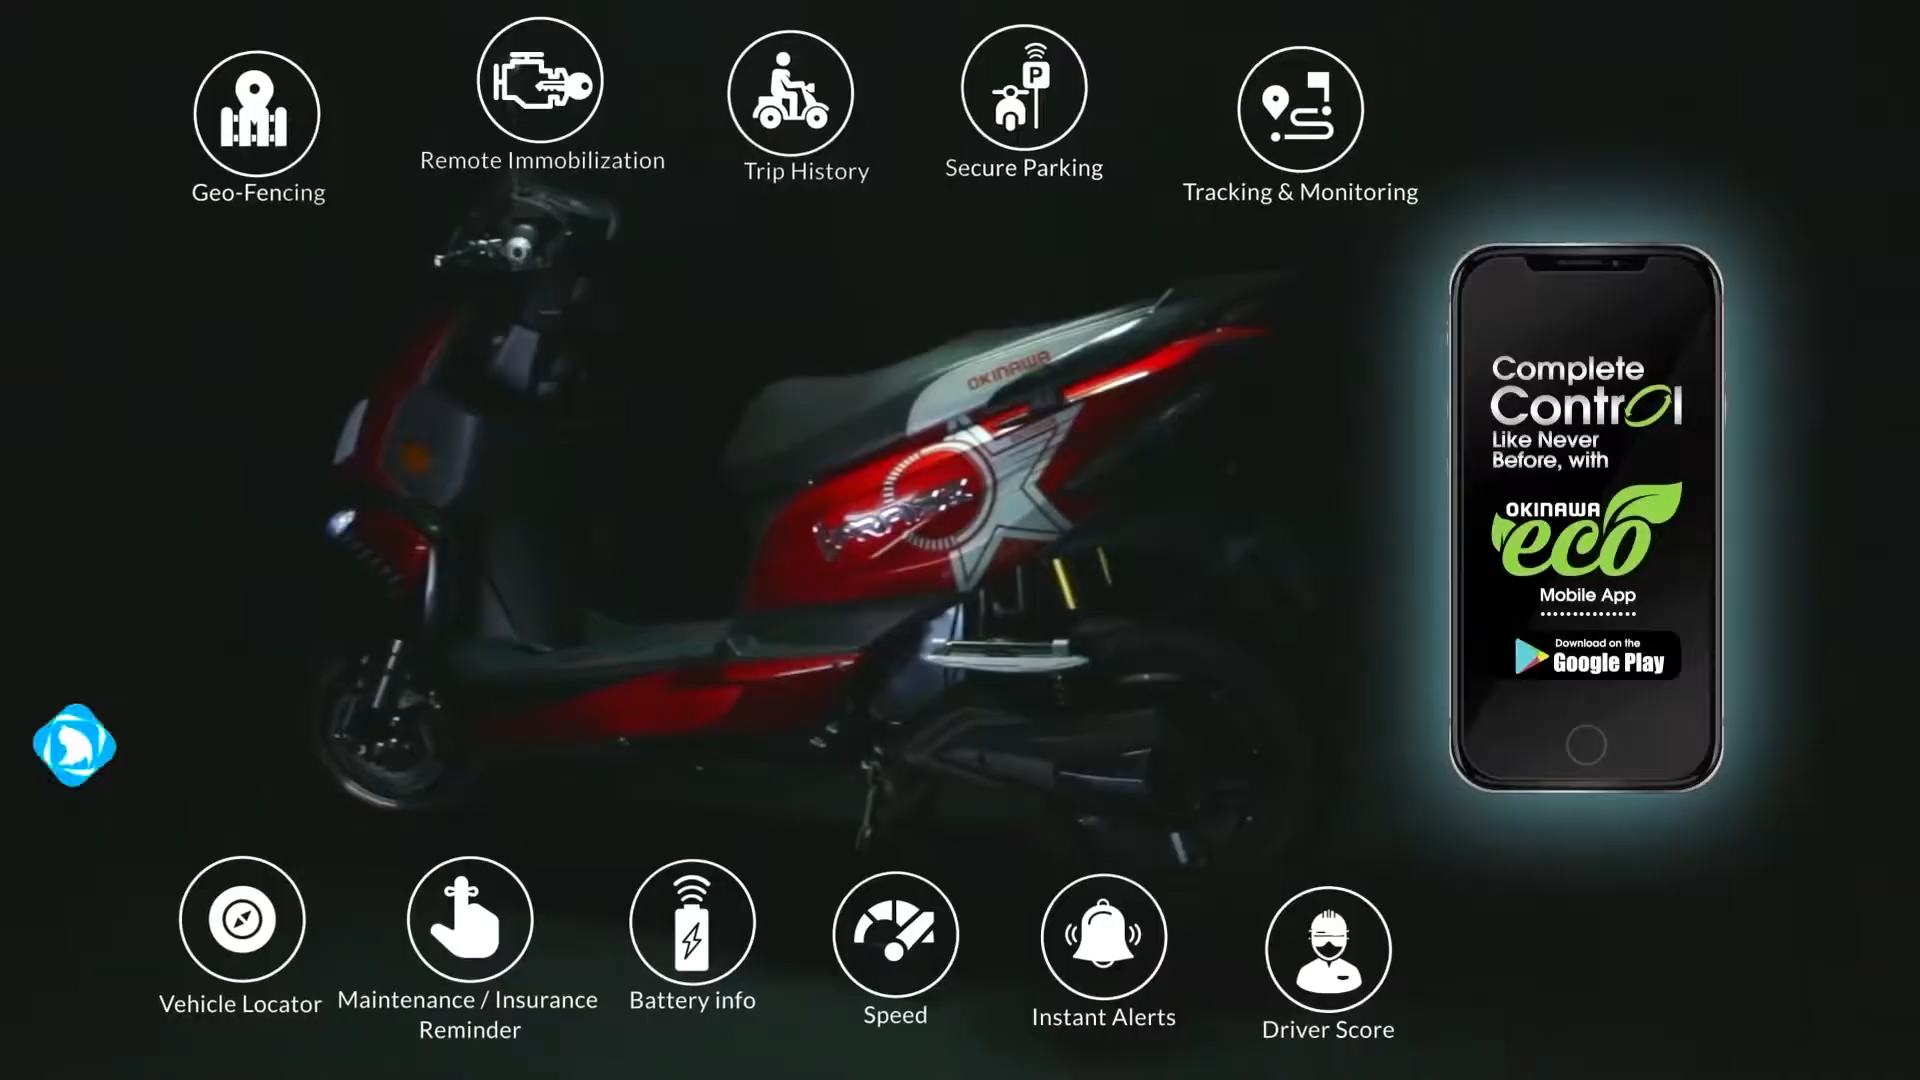 Geo-Fencing
Remote Immobilization
Trip History
P
Secure Parking
Tracking & Monitoring
OKINAWA
Complete
Control
Like Never
Before, with
OKINAWA
eco
Mobile App
Download on the
Google Play
Vehicle Locator
Maintenance / Insurance
Reminder
Battery info
Speed
Instant Alerts
Driver Score